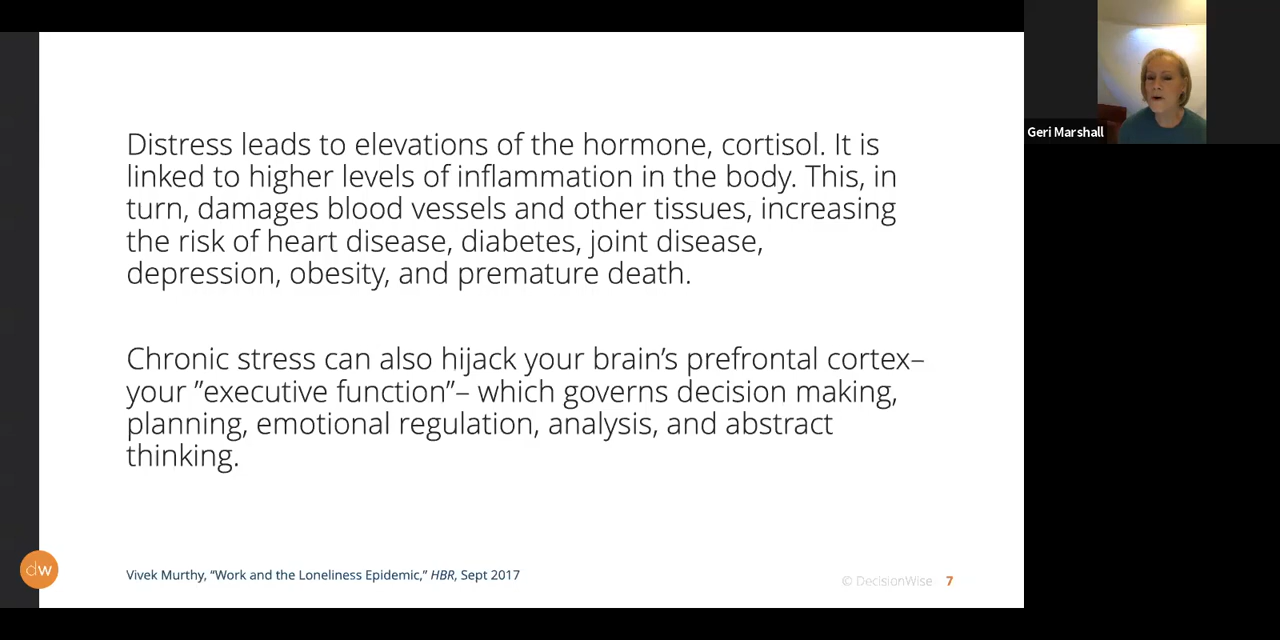 Distress leads to elevations of the hormone, cortisol. It is
linked to higher levels of inflammation in the body. This, in
turn, damages blood vessels and other tissues, increasing
the risk of heart disease, diabetes, joint disease,
depression, obesity, and premature death.
Chronic stress can also hijack your brain’s prefrontal cortex–
your ”executive function”– which governs decision making,
planning, emotional regulation, analysis, and abstract
thinking.
dw
Vivek Murthy, “Work and the Loneliness Epidemic,” HBR, Sept 2017
© DecisionWise 7
Geri Marshall